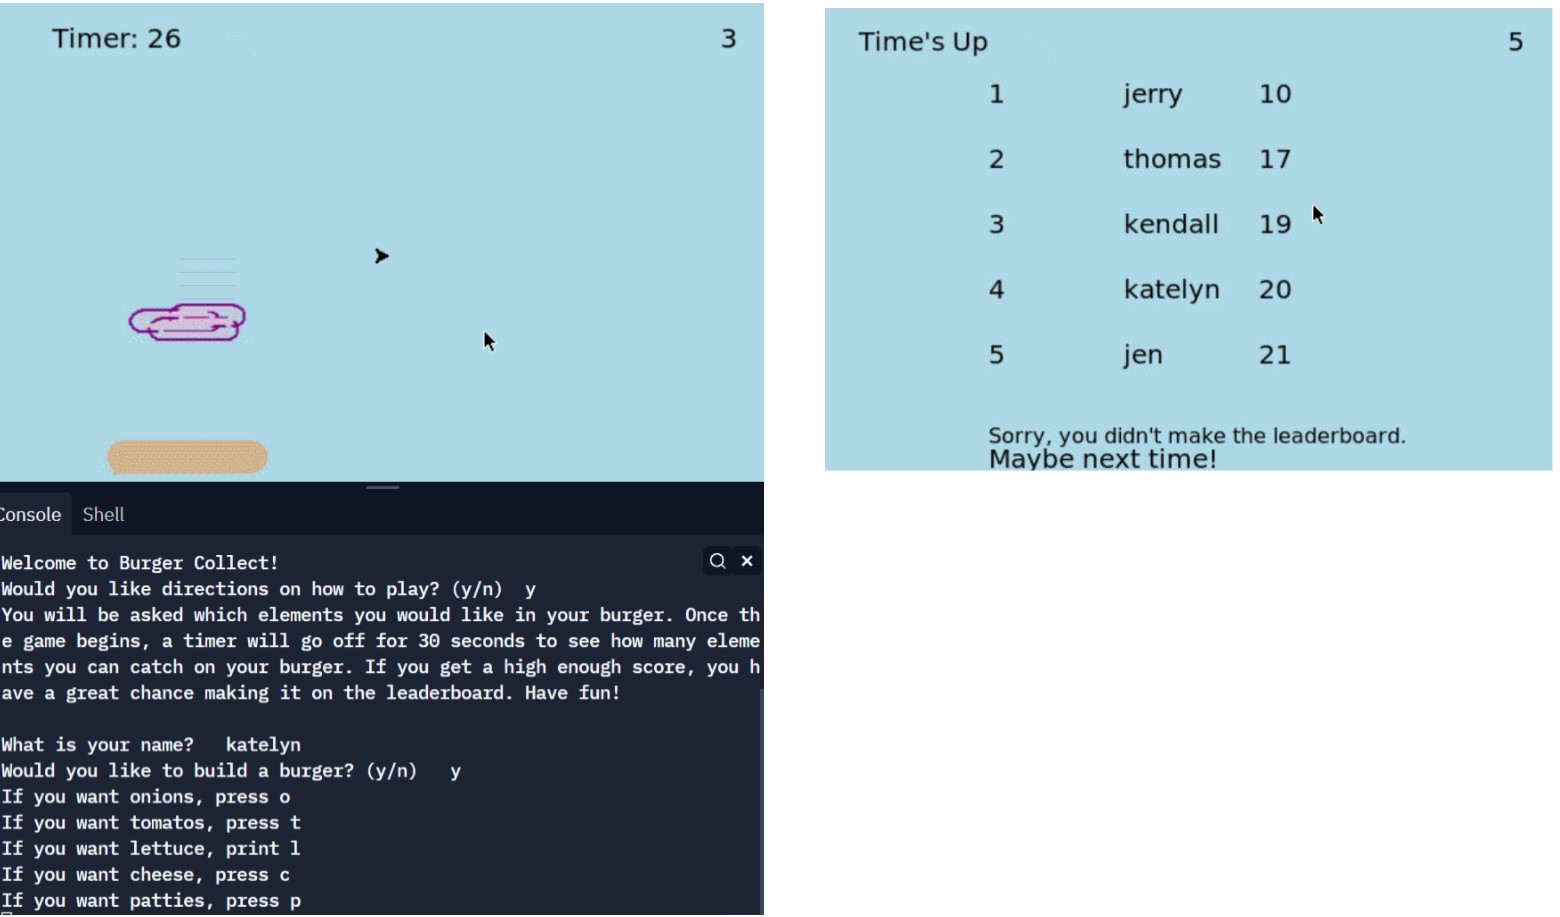 Timer: 26
3
Console
Shell
Welcome to Burger Collect!
Would you like directions on how to play? (y/n)  y
You will be asked which elements you would like in your burger. Once th
e game begins, a timer will go off for 30 seconds to see how many eleme
nts you can catch on your burger. If you get a high enough score, you h
ave a great chance making it on the leaderboard. Have fun!
What is your name?   katelyn
Would you like to build a burger? (y/n)   y
If you want onions, press o
If you want tomatos, press t
If you want lettuce, print l
If you want cheese, press c
If you want patties, press p
Time's Up
5
1 jerry 10
2 thomas 17
3 kendall 19
4 katelyn 20
5 jen 21
Sorry, you didn't make the leaderboard.
Maybe next time!